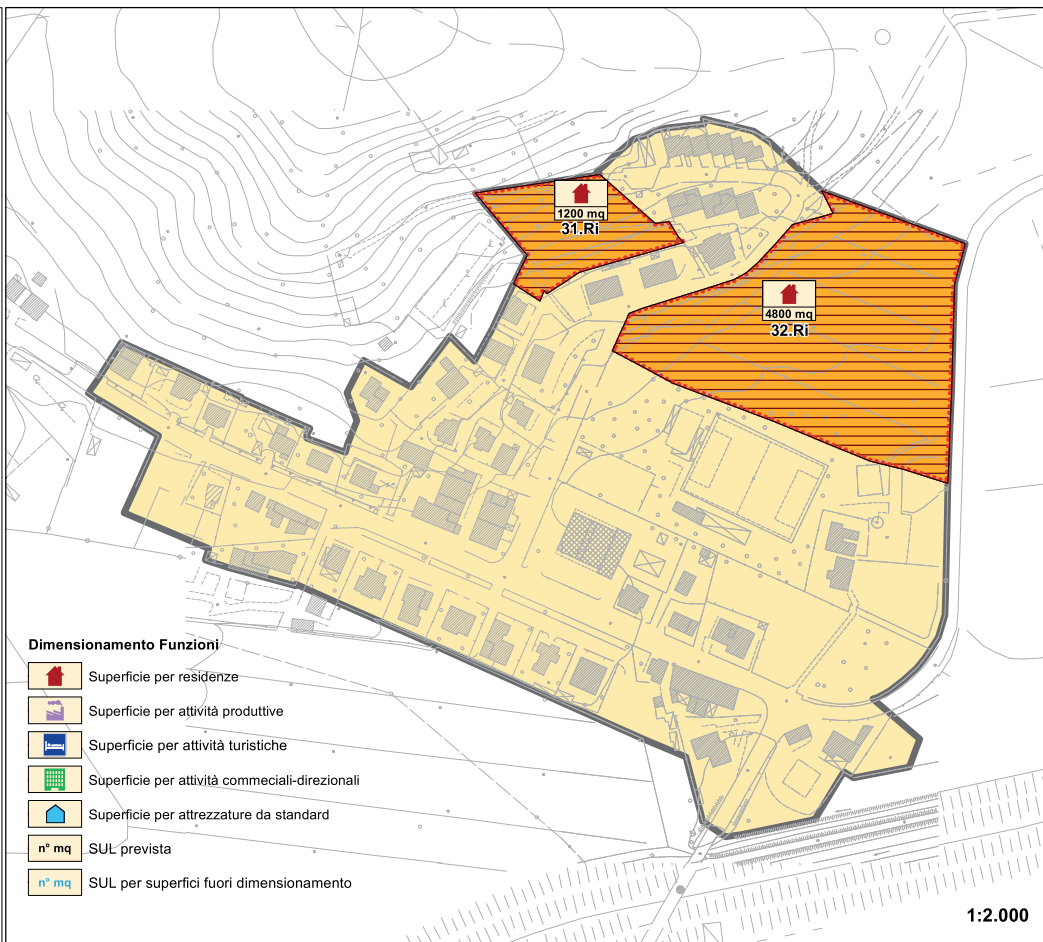 1200 mq
31.Ri
4800 mq
32.Ri
Dimensionamento Funzioni
Superficie per residenze
Superficie per attività produttive
Superficie per attività turistiche
Superficie per attività commeciali-direzionali
Superficie per attrezzature da standard
n° mq SUL prevista
n° mq SUL per superfici fuori dimensionamento
1:2.000